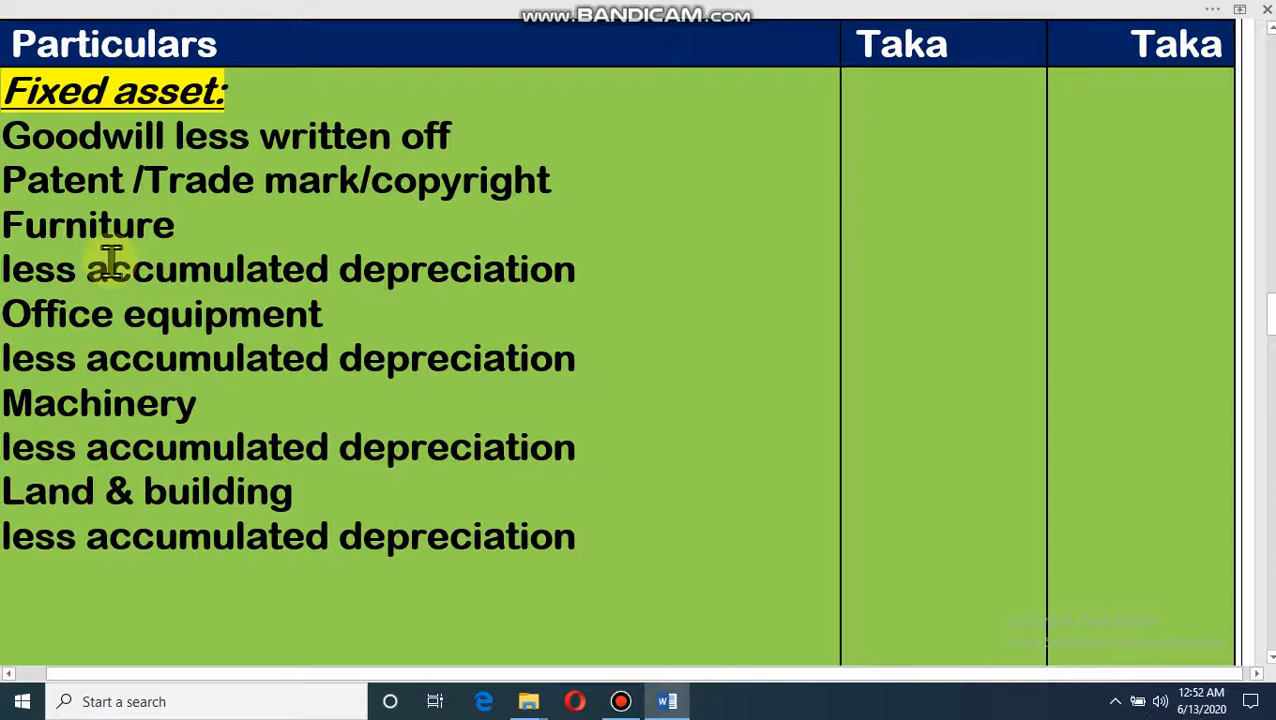 www.BANDICAM.com
Particulars Taka Taka
Fixed asset:
Goodwill less written off
Patent /Trade mark/copyright
Furniture
less accumulated depreciation
Office equipment
less accumulated depreciation
Machinery
less accumulated depreciation
Land & building
less accumulated depreciation
Start a search
12:52 AM
6/13/2020